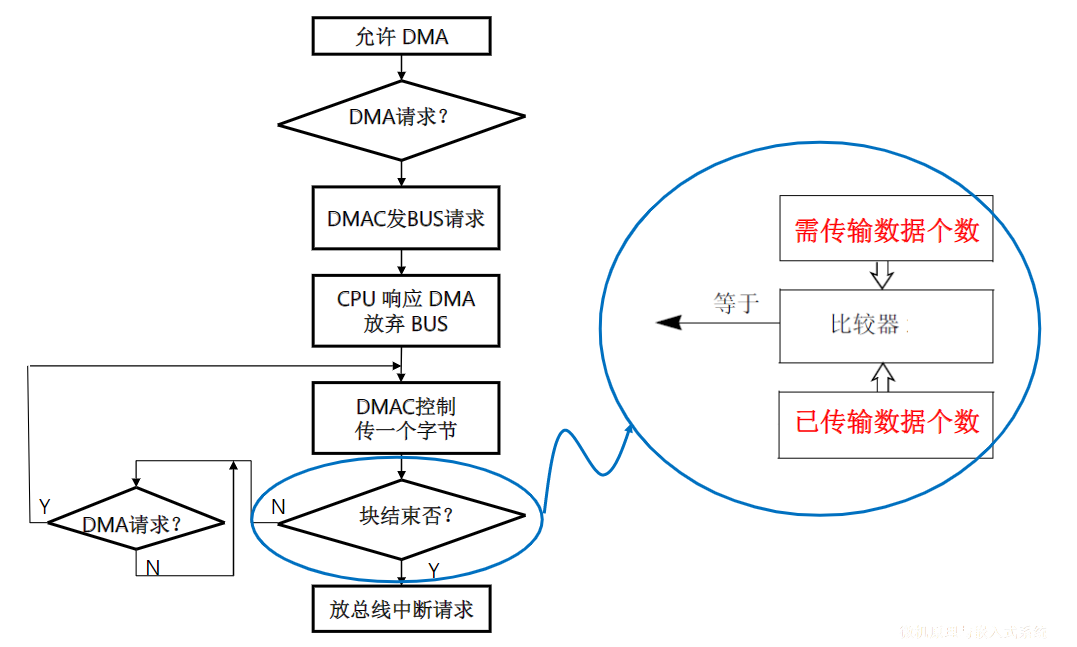 允许 DMA
DMA请求？
DMAC发BUS请求
CPU 响应 DMA
放弃 BUS
DMAC控制
传一个字节
块结束否？
N
Y
DMA请求？
Y
N
放总线中断请求
需传输数据个数
等于
比较器
已传输数据个数